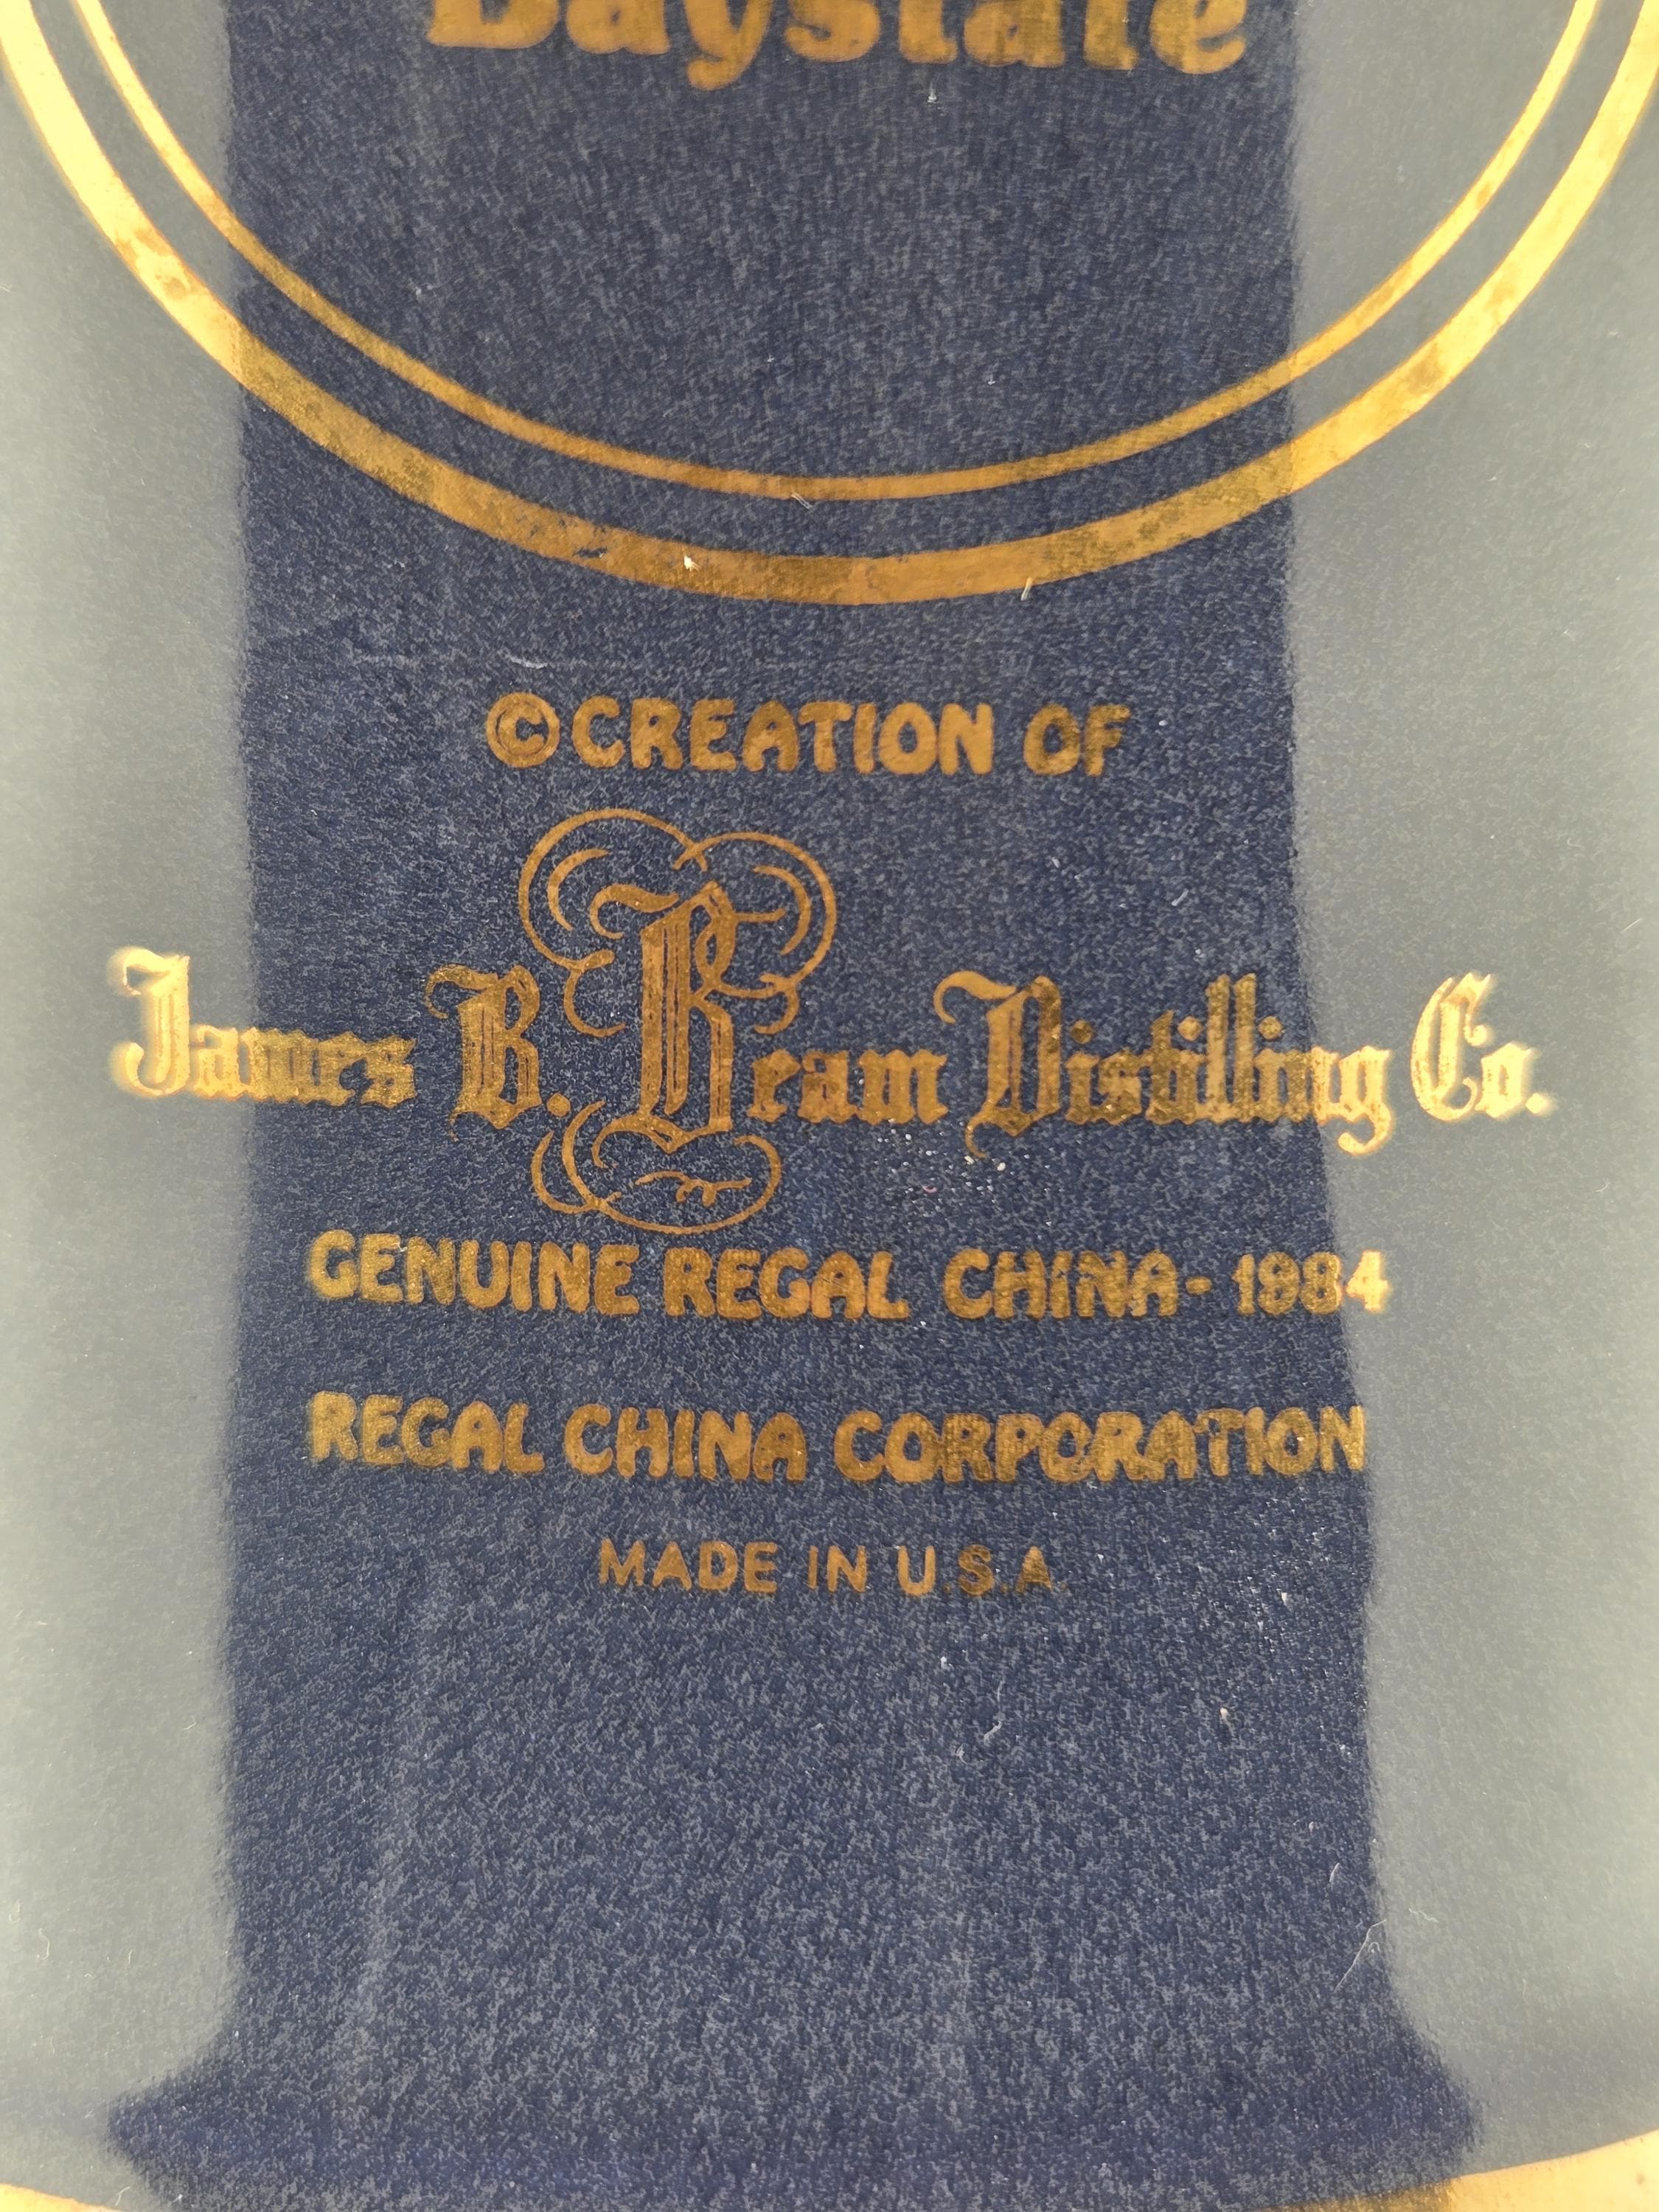 Baystate
©CREATION OF
James B. Beam Distilling Co.
GENUINE REGAL CHINA - 1984
REGAL CHINA CORPORATION
MADE IN U.S.A.